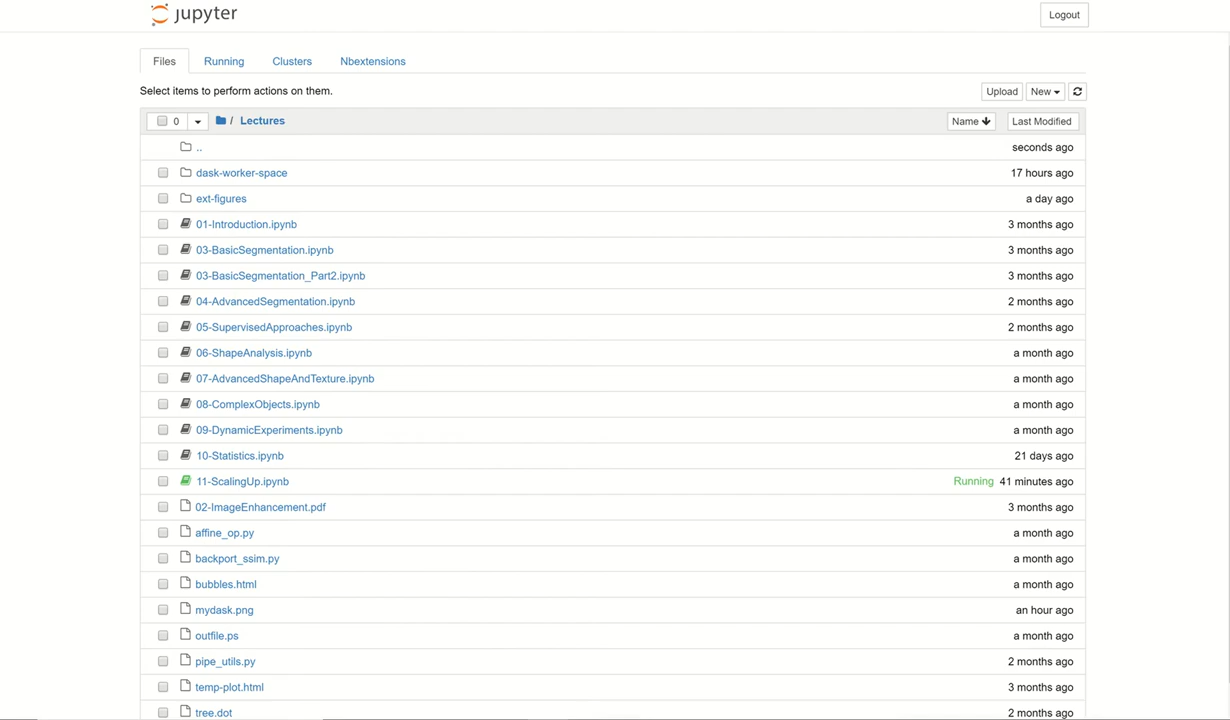 jupyter
Logout
Files Running Clusters Nbextensions
Select items to perform actions on them.
Upload New
0 / Lectures Name Last Modified
.. seconds ago
dask-worker-space 17 hours ago
ext-figures a day ago
01-Introduction.ipynb 3 months ago
03-BasicSegmentation.ipynb 3 months ago
03-BasicSegmentation_Part2.ipynb 3 months ago
04-AdvancedSegmentation.ipynb 2 months ago
05-SupervisedApproaches.ipynb 2 months ago
06-ShapeAnalysis.ipynb a month ago
07-AdvancedShapeAndTexture.ipynb a month ago
08-ComplexObjects.ipynb a month ago
09-DynamicExperiments.ipynb a month ago
10-Statistics.ipynb 21 days ago
11-ScalingUp.ipynb Running 41 minutes ago
02-ImageEnhancement.pdf 3 months ago
affine_op.py a month ago
backport_ssim.py a month ago
bubbles.html a month ago
mydask.png an hour ago
outfile.ps a month ago
pipe_utils.py 2 months ago
temp-plot.html 3 months ago
tree.dot 2 months ago